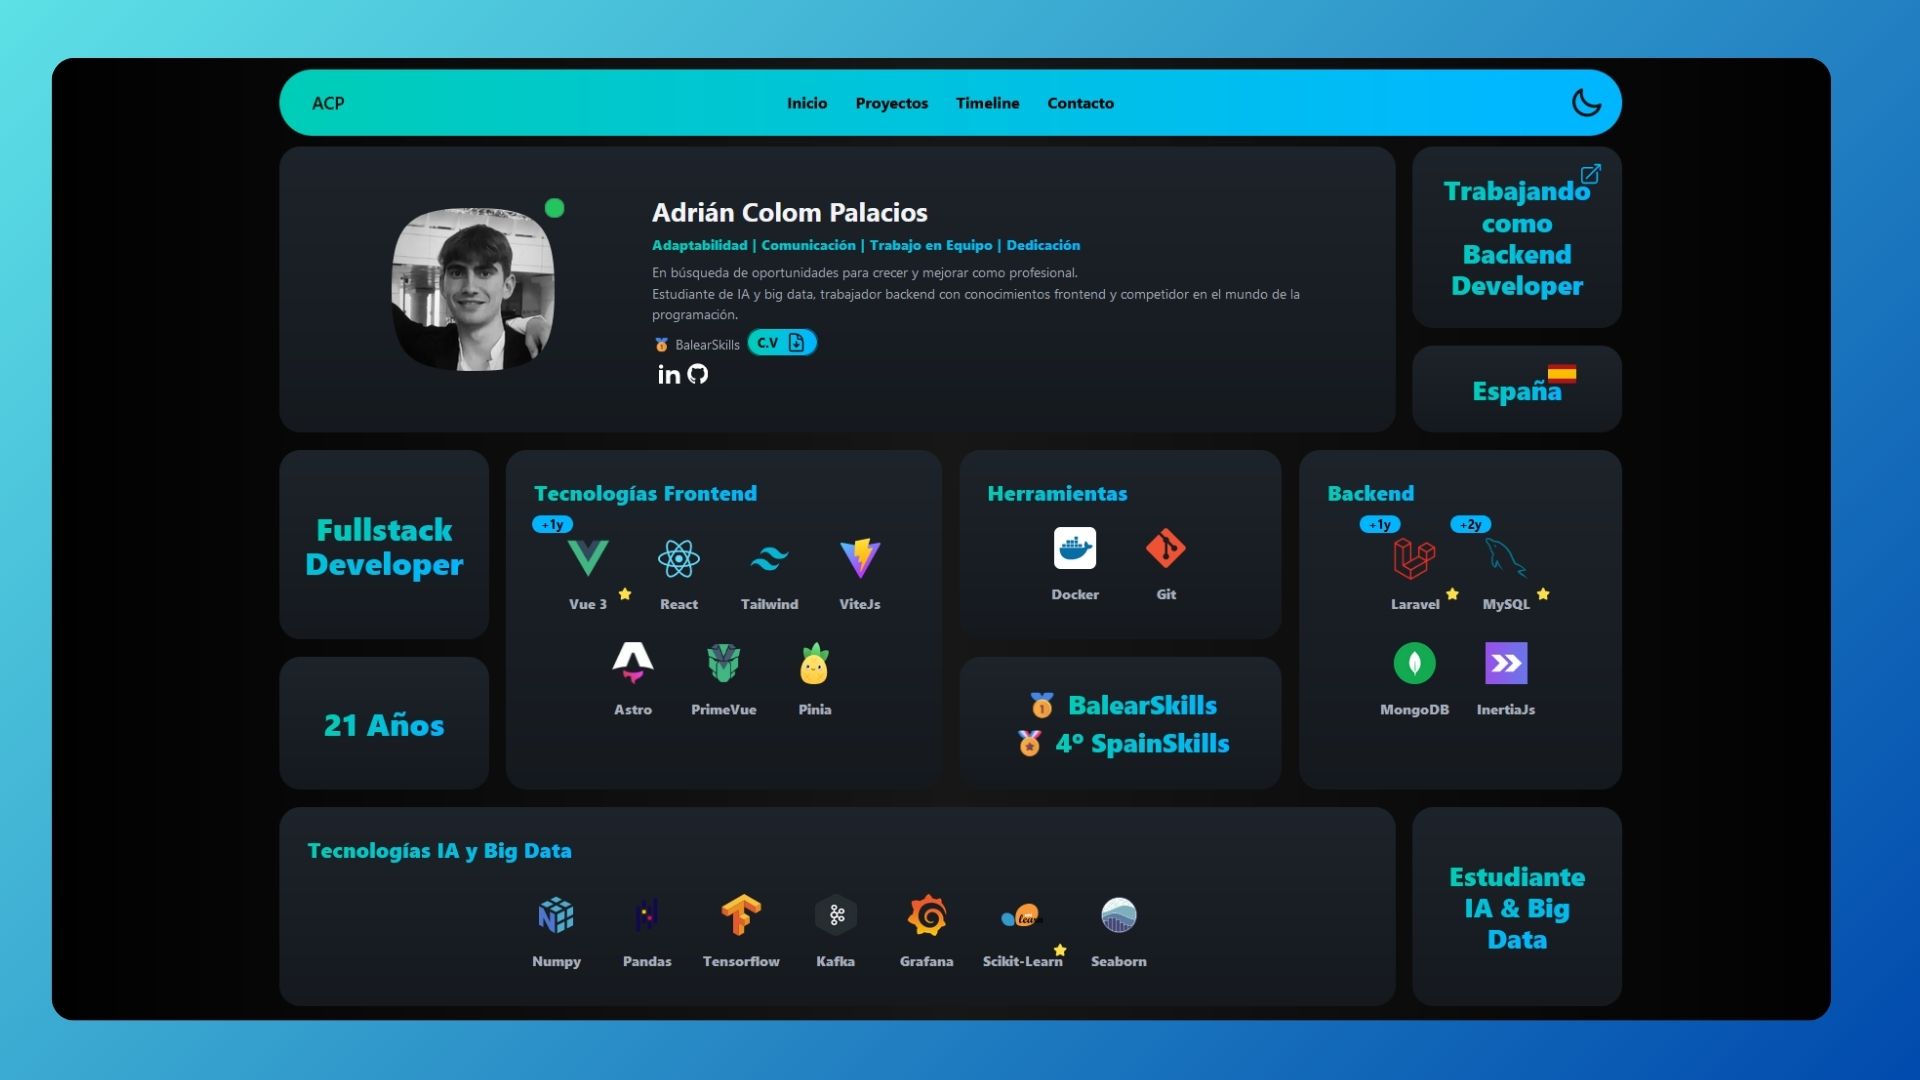 ACP
Inicio Proyectos Timeline Contacto
Adrián Colom Palacios
Adaptabilidad | Comunicación | Trabajo en Equipo | Dedicación
En búsqueda de oportunidades para crecer y mejorar como profesional.
Estudiante de IA y big data, trabajador backend con conocimientos frontend y competidor en el mundo de la
programación.
BalearSkills C.V
in
Trabajando
como
Backend
Developer
España
Fullstack
Developer
21 Años
Tecnologías Frontend
+1y
Vue 3 React Tailwind ViteJs
Astro PrimeVue Pinia
Herramientas
Docker Git
1 BalearSkills
4º SpainSkills
Backend
+1y +2y
Laravel MySQL
MongoDB InertiaJs
Tecnologías IA y Big Data
learn
Numpy Pandas Tensorflow Kafka Grafana Scikit-Learn Seaborn
Estudiante
IA & Big
Data